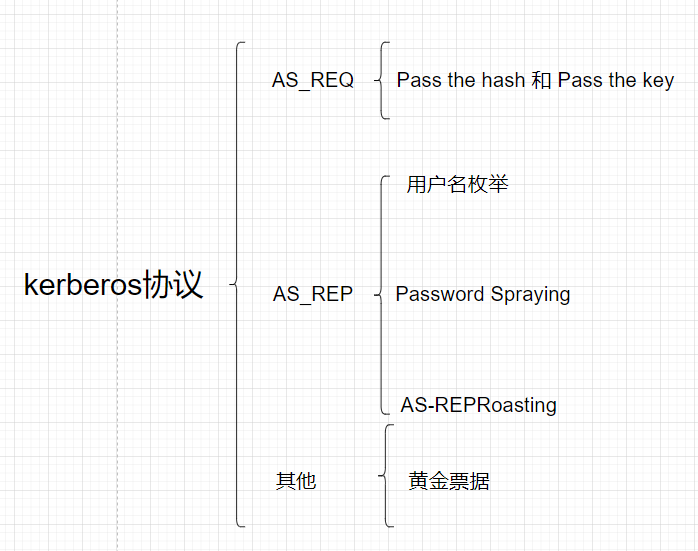 kerberos协议
AS_REQ
Pass the hash 和 Pass the key
AS_REP
用户名枚举
Password Spraying
AS-REPRoasting
其他
黄金票据